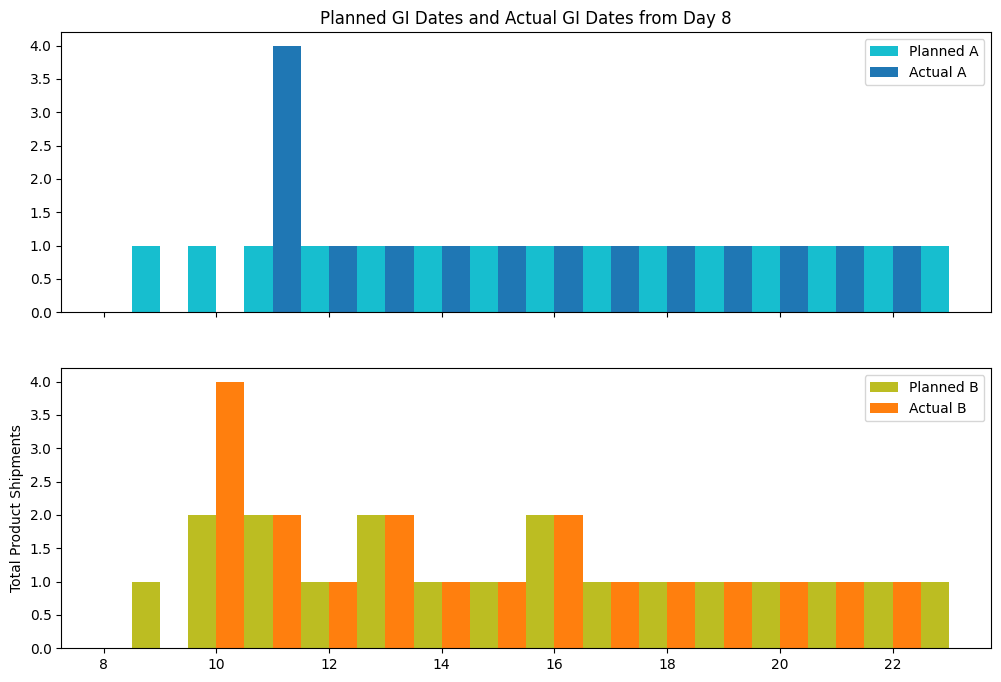 Planned GI Dates and Actual GI Dates from Day 8
4.0
3.5
3.0
2.5
2.0
1.5
1.0
0.5
0.0
Planned A
Actual A
Total Product Shipments
4.0
3.5
3.0
2.5
2.0
1.5
1.0
0.5
0.0
Planned B
Actual B
8 10 12 14 16 18 20 22